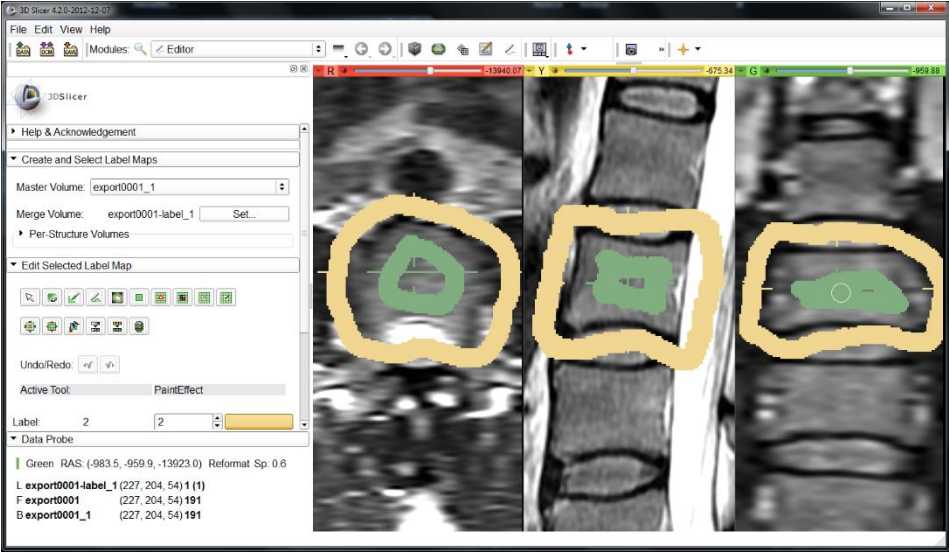 3D Slicer 4.2.0-2012-12-07
File Edit View Help
DATA DCM SAVE Modules: Editor »
R -13940.07 Y -675.34 G -959.88
3DSlicer
Help & Acknowledgement
Create and Select Label Maps
Master Volume: export0001_1
Merge Volume: export0001-label_1 Set...
Per-Structure Volumes
Edit Selected Label Map
Undo/Redo:
Active Tool: PaintEffect
Label: 2 2
Data Probe
Green RAS: (-983.5, -959.9, -13923.0) Reformat Sp: 0.6
L export0001-label_1 (227, 204, 54) 1 (1)
F export0001 (227, 204, 54) 191
B export0001_1 (227, 204, 54) 191